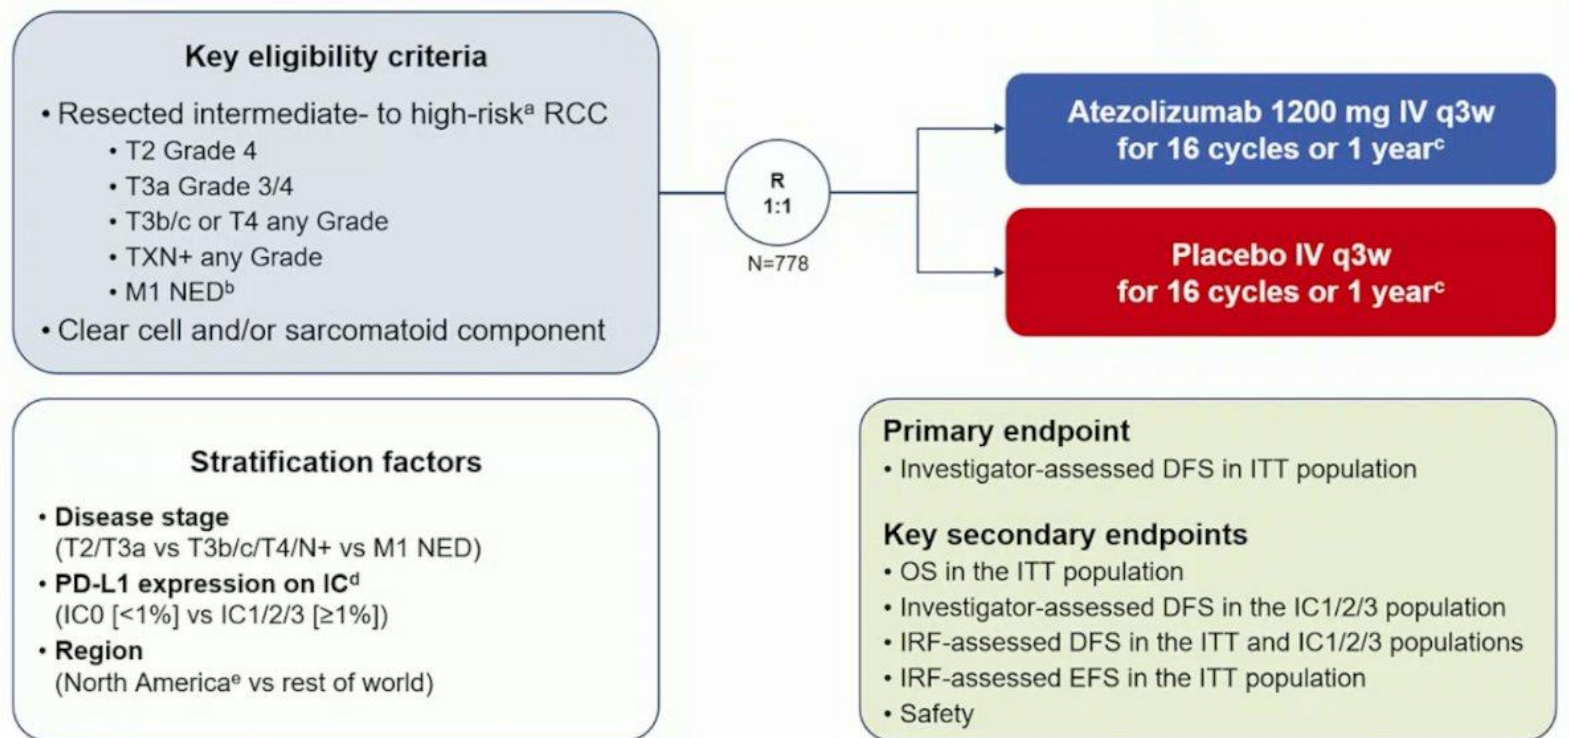 Key eligibility criteria
• Resected intermediate- to high-riskᵃ RCC
• T2 Grade 4
• T3a Grade 3/4
• T3b/c or T4 any Grade
• TXN+ any Grade
• M1 NEDᵇ
• Clear cell and/or sarcomatoid component
R
1:1
N=778
Atezolizumab 1200 mg IV q3w
for 16 cycles or 1 yearᶜ
Placebo IV q3w
for 16 cycles or 1 yearᶜ
Stratification factors
• Disease stage
(T2/T3a vs T3b/c/T4/N+ vs M1 NED)
• PD-L1 expression on ICᵈ
(IC0 [<1%] vs IC1/2/3 [≥1%])
• Region
(North Americaᵉ vs rest of world)
Primary endpoint
• Investigator-assessed DFS in ITT population
Key secondary endpoints
• OS in the ITT population
• Investigator-assessed DFS in the IC1/2/3 population
• IRF-assessed DFS in the ITT and IC1/2/3 populations
• IRF-assessed EFS in the ITT population
• Safety